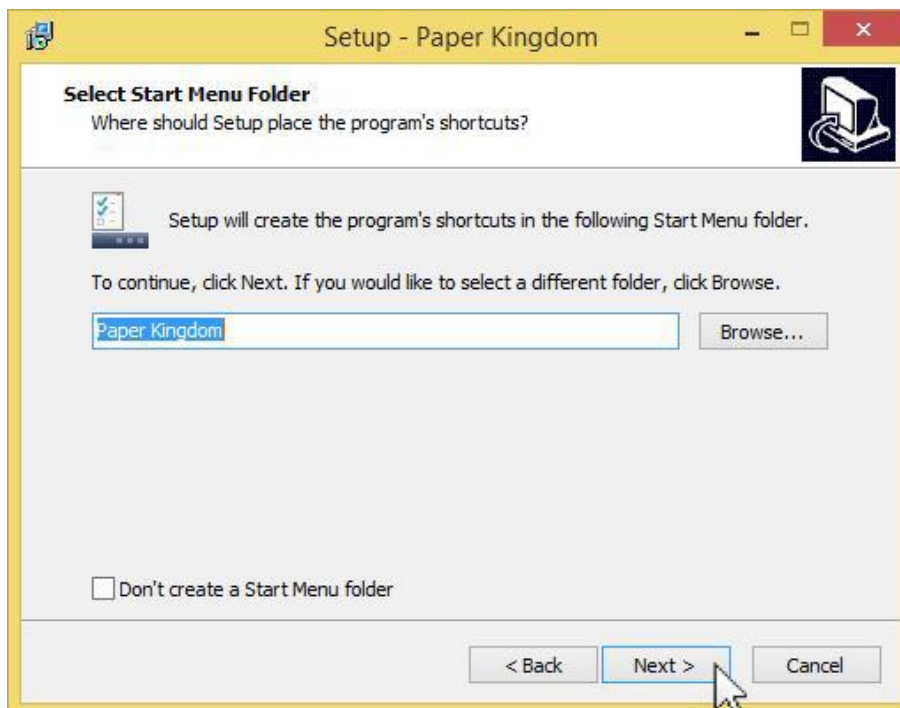 Setup - Paper Kingdom
Select Start Menu Folder
Where should Setup place the program's shortcuts?
Setup will create the program's shortcuts in the following Start Menu folder.
To continue, click Next. If you would like to select a different folder, click Browse.
Paper Kingdom
Browse...
Don't create a Start Menu folder
< Back
Next >
Cancel